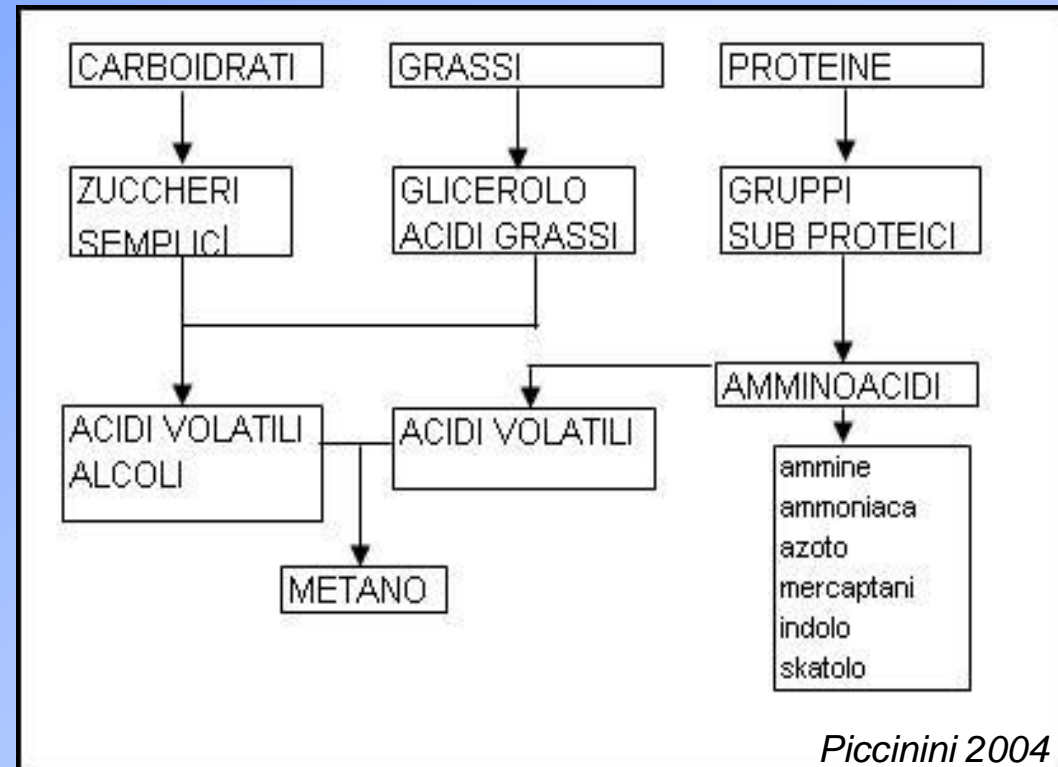 CARBOIDRATI
GRASSI
PROTEINE
ZUCCHERI
SEMPLICI
GLICEROLO
ACIDI GRASSI
GRUPPI
SUB PROTEICI
AMMINOACIDI
ACIDI VOLATILI
ALCOLI
ACIDI VOLATILI
ammine
ammoniaca
azoto
mercaptani
indolo
skatolo
METANO
Piccinini 2004